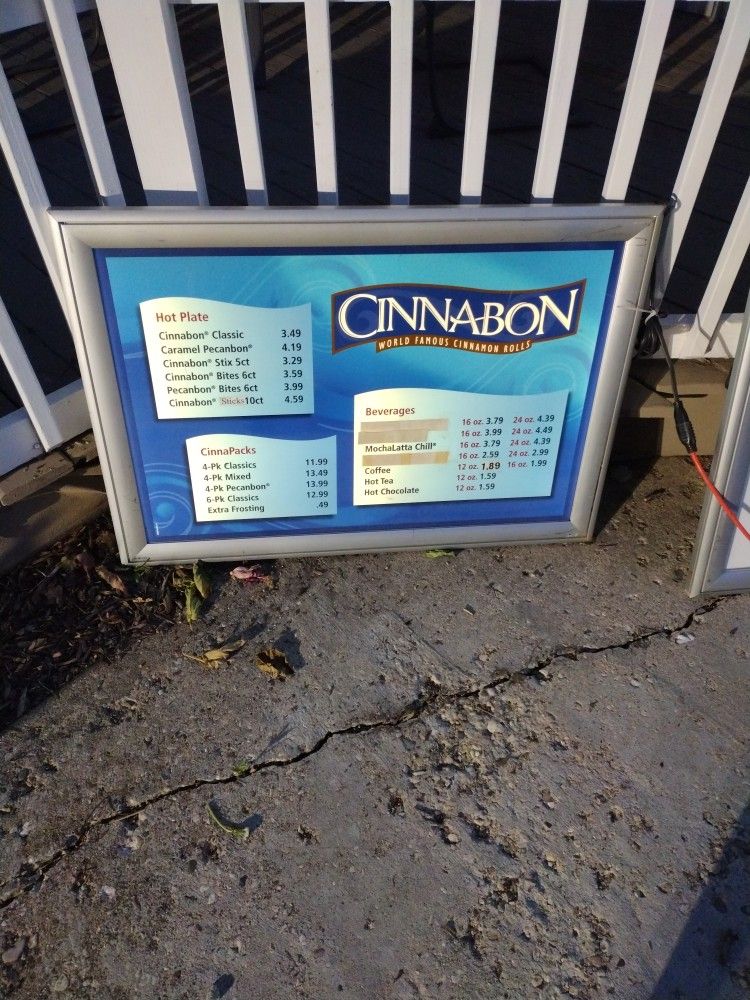 CINNABON
WORLD FAMOUS CINNAMON ROLLS
Hot Plate
Cinnabon® Classic 3.49
Caramel Pecanbon® 4.19
Cinnabon® Stix 5ct 3.29
Cinnabon® Bites 6ct 3.59
Pecanbon® Bites 6ct 3.99
Cinnabon® Sticks10ct 4.59
CinnaPacks
4-Pk Classics 11.99
4-Pk Mixed 13.49
4-Pk Pecanbon® 13.99
6-Pk Classics 12.99
Extra Frosting .49
Beverages
16 oz. 3.79 24 oz. 4.39
16 oz. 3.99 24 oz. 4.49
MochaLatta Chill® 16 oz. 3.79 24 oz. 4.39
16 oz. 2.59 24 oz. 2.99
Coffee 12 oz. 1.89 16 oz. 1.99
Hot Tea 12 oz. 1.59
Hot Chocolate 12 oz. 1.59